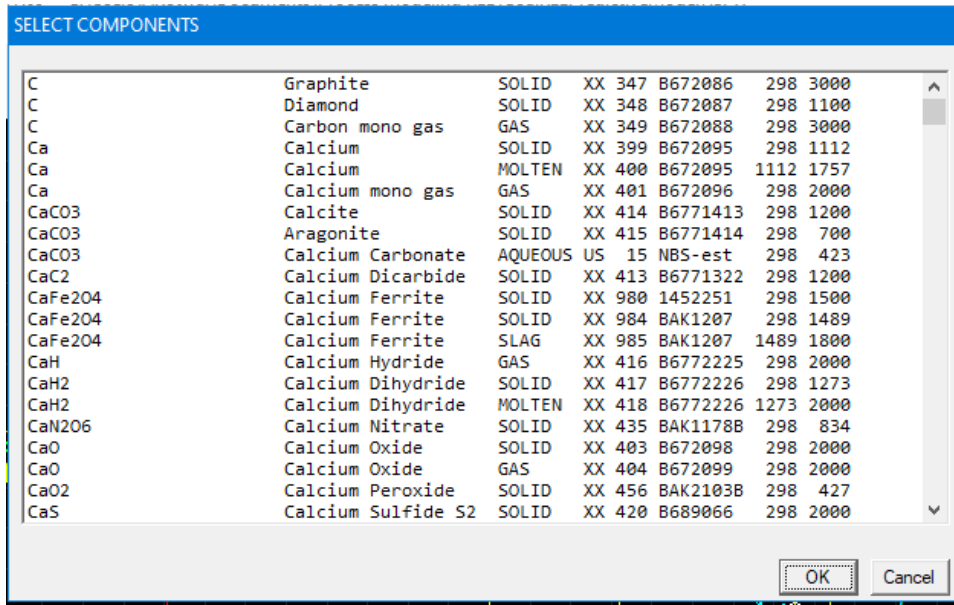 SELECT COMPONENTS
C Graphite SOLID XX 347 B672086 298 3000
C Diamond SOLID XX 348 B672087 298 1100
C Carbon mono gas GAS XX 349 B672088 298 3000
Ca Calcium SOLID XX 399 B672095 298 1112
Ca Calcium MOLTEN XX 400 B672095 1112 1757
Ca Calcium mono gas GAS XX 401 B672096 298 2000
CaCO3 Calcite SOLID XX 414 B6771413 298 1200
CaCO3 Aragonite SOLID XX 415 B6771414 298 700
CaCO3 Calcium Carbonate AQUEOUS US 15 NBS-est 298 423
CaC2 Calcium Dicarbide SOLID XX 413 B6771322 298 1200
CaFe2O4 Calcium Ferrite SOLID XX 980 1452251 298 1500
CaFe2O4 Calcium Ferrite SOLID XX 984 BAK1207 298 1489
CaFe2O4 Calcium Ferrite SLAG XX 985 BAK1207 1489 1800
CaH Calcium Hydride GAS XX 416 B6772225 298 2000
CaH2 Calcium Dihydride SOLID XX 417 B6772226 298 1273
CaH2 Calcium Dihydride MOLTEN XX 418 B6772226 1273 2000
CaN2O6 Calcium Nitrate SOLID XX 435 BAK1178B 298 834
CaO Calcium Oxide SOLID XX 403 B672098 298 2000
CaO Calcium Oxide GAS XX 404 B672099 298 2000
CaO2 Calcium Peroxide SOLID XX 456 BAK2103B 298 427
CaS Calcium Sulfide S2 SOLID XX 420 B689066 298 2000
OK Cancel